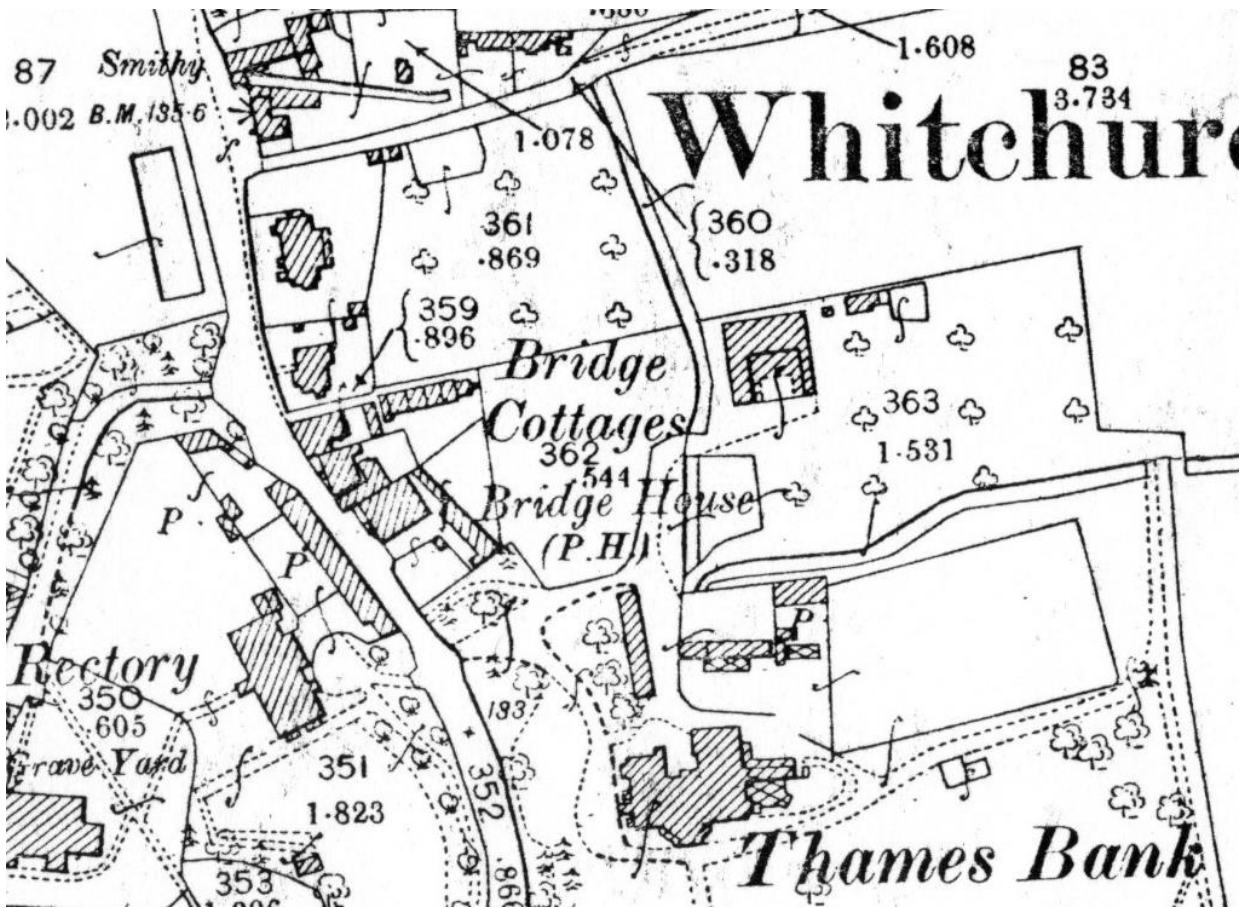 1·608
87
Smithy
B.M. 135·6
1·078
83
3·734
Whitchurc
361
·869
360
·318
359
·896
Bridge
Cottages
362
·544
Bridge House
(P.H.)
363
1·531
P
P
P
Rectory
350
605
Grave Yard
351
1·823
133
352
·866
353
Thames Bank